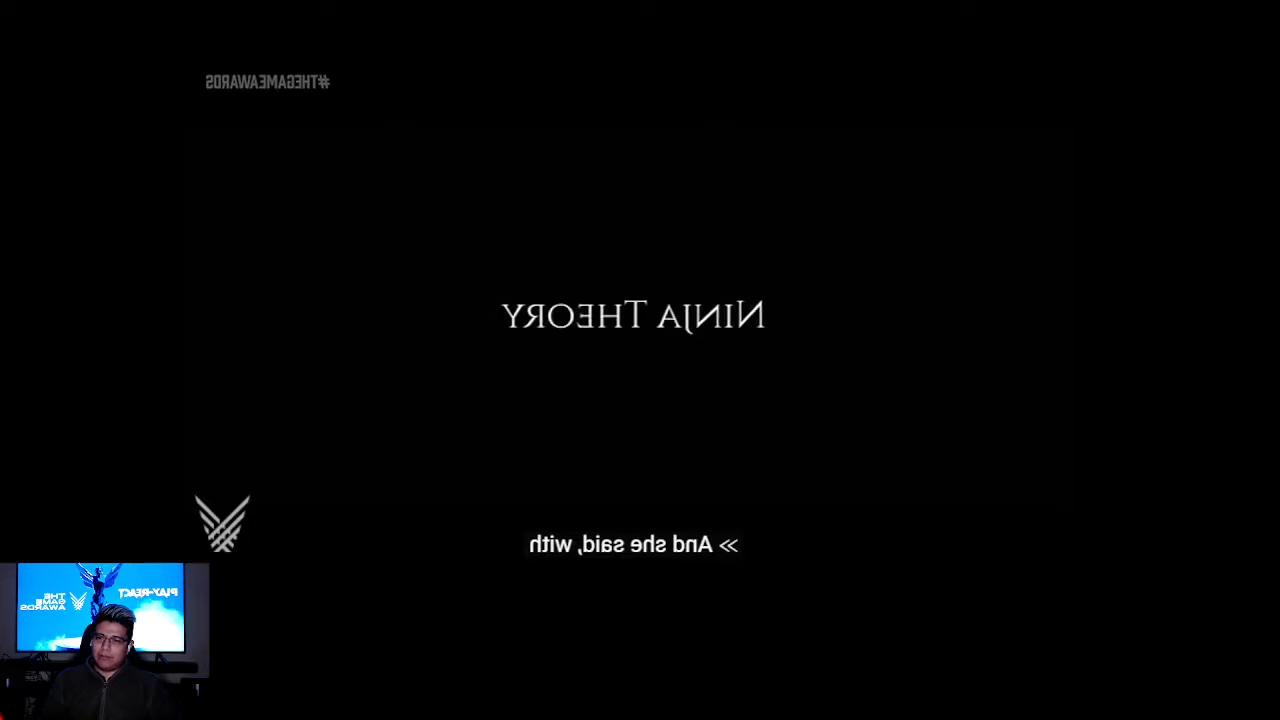 #THEGAMEAWARDS
NINJA THEORY
>> And she said, with
PLAY-REACT
THE
GAME
AWARDS